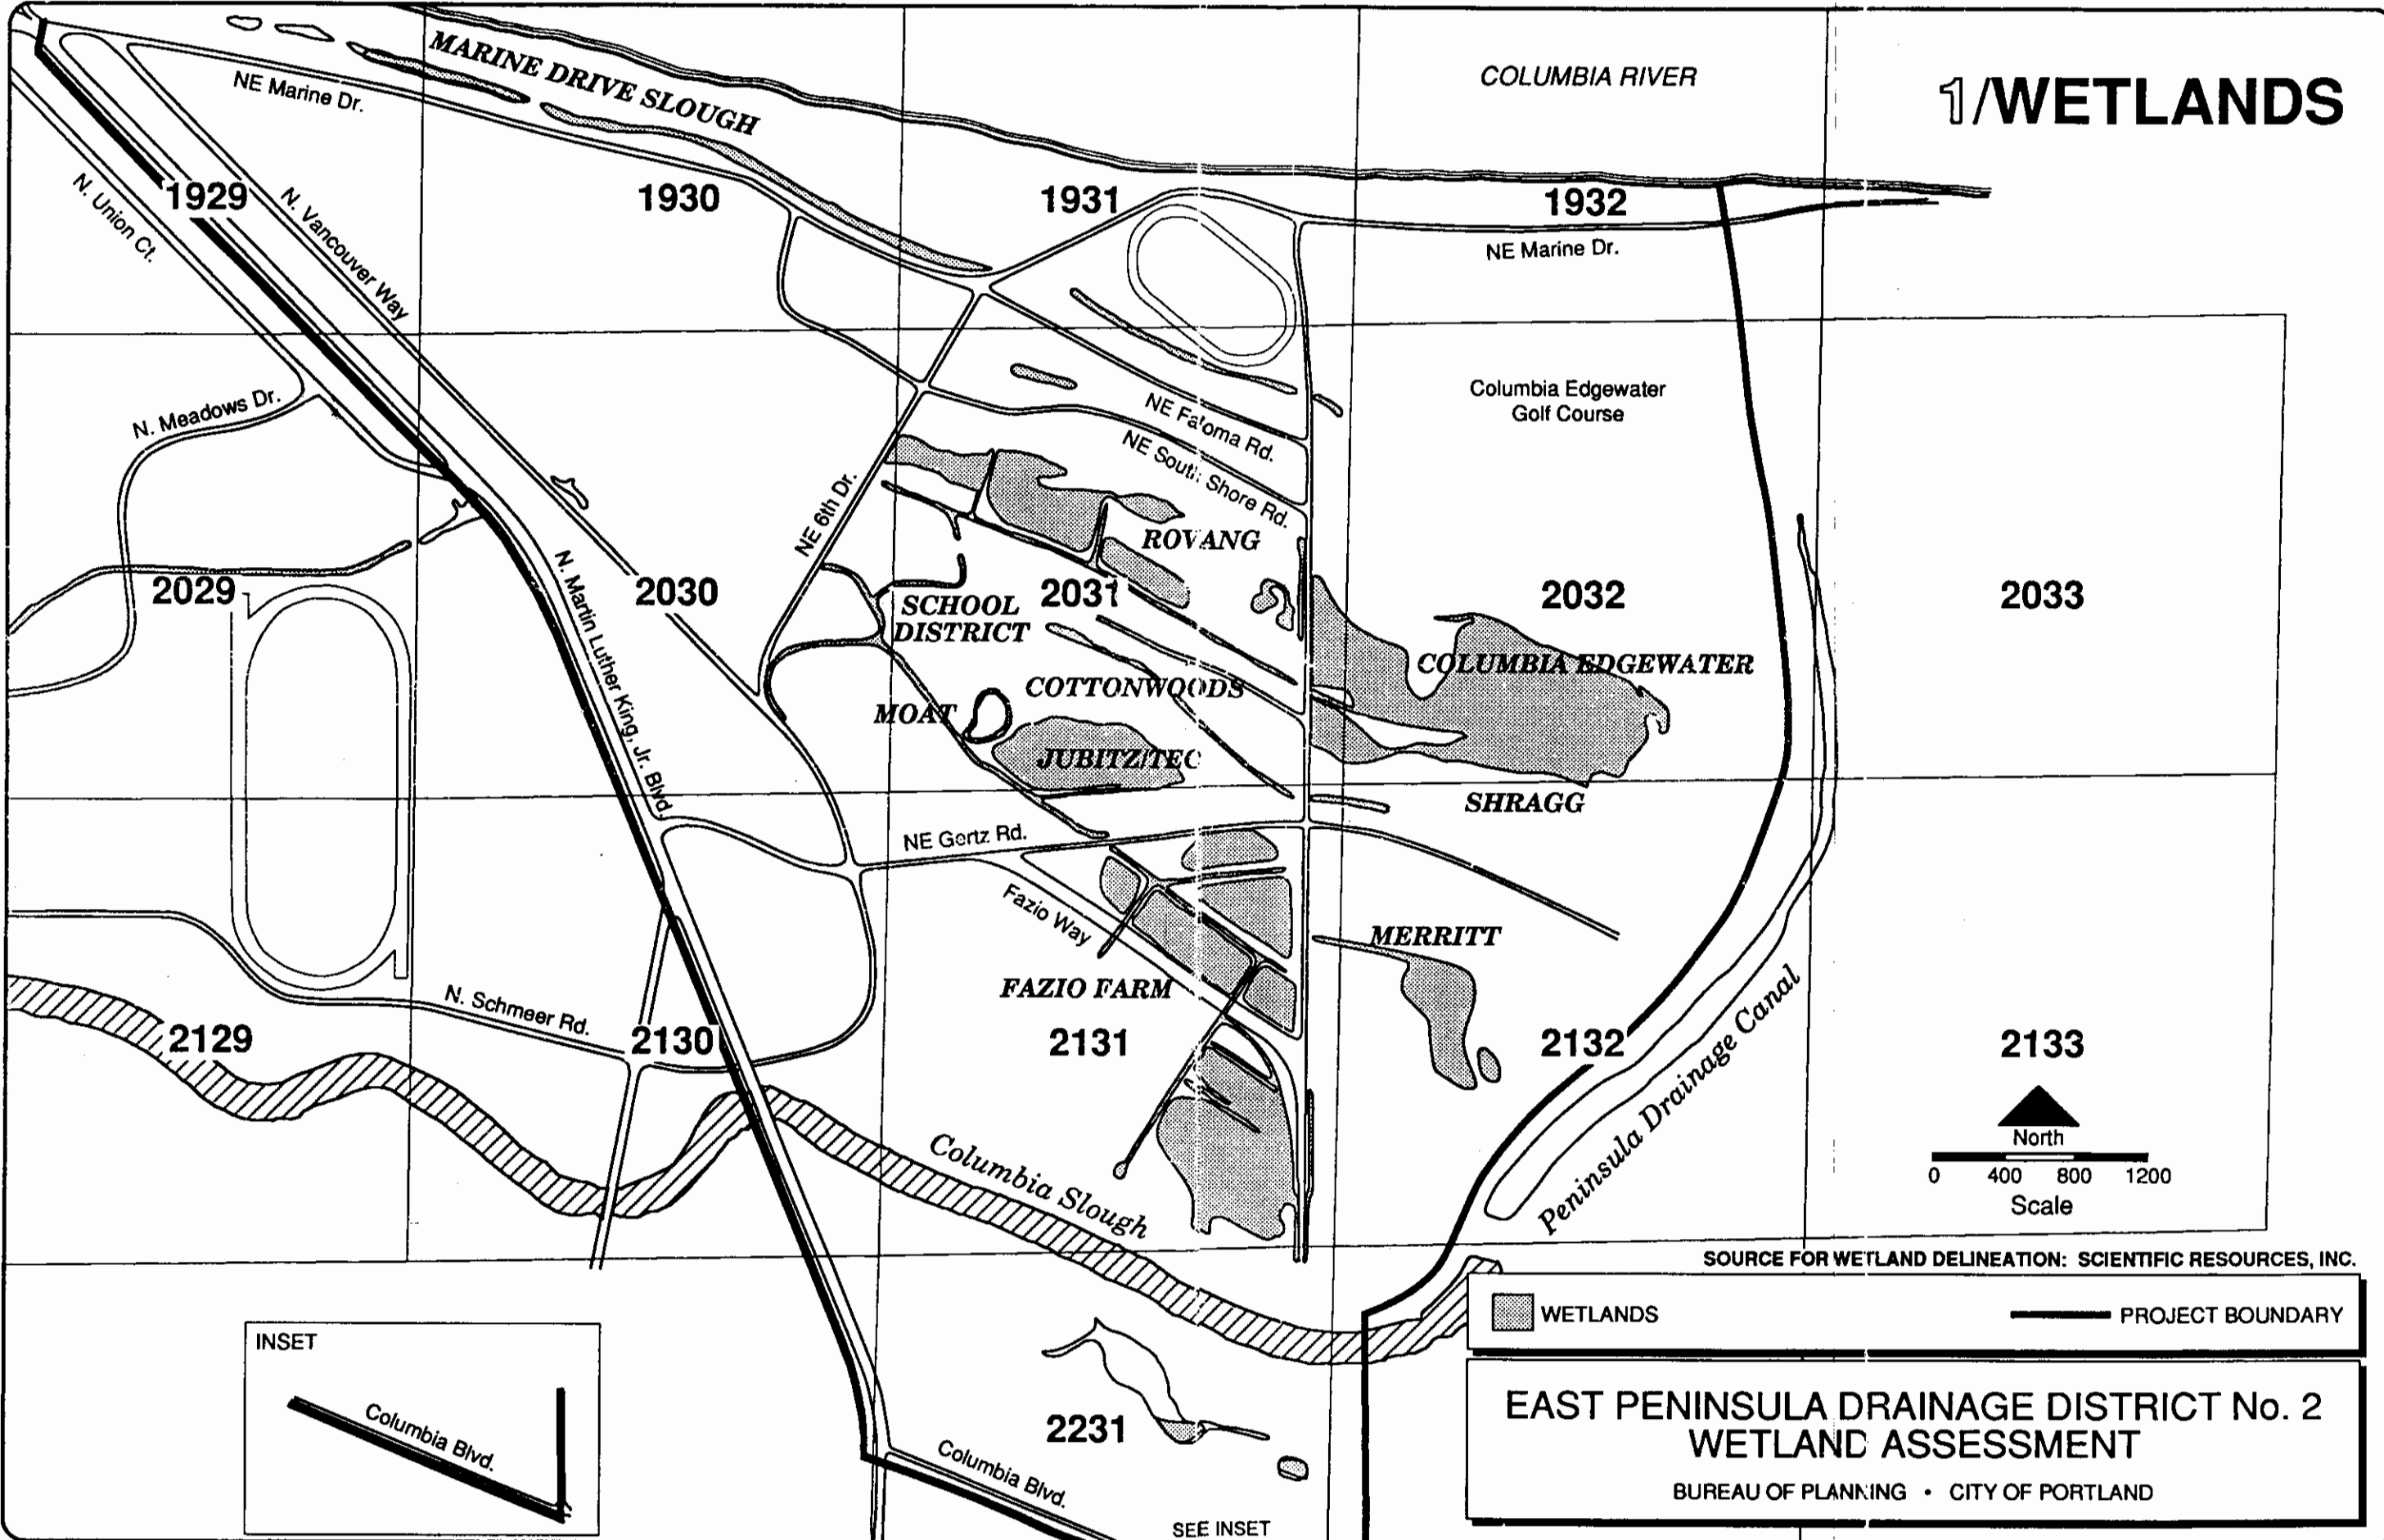 MARINE DRIVE SLOUGH
COLUMBIA RIVER
1/WETLANDS
NE Marine Dr.
1929
1930
1931
1932
N. Union Ct.
N. Vancouver Way
NE Marine Dr.
N. Meadows Dr.
Columbia Edgewater
Golf Course
NE Faloma Rd.
NE South Shore Rd.
NE 6th Dr.
ROVANG
2029
2030
2031
2032
2033
N. Martin Luther King, Jr. Blvd.
SCHOOL
DISTRICT
COLUMBIA EDGEWATER
COTTONWOODS
MOAT
JUBITZ/TEC
SHRAGG
NE Gertz Rd.
Fazio Way
MERRITT
FAZIO FARM
N. Schmeer Rd.
2129
2130
2131
2132
2133
Peninsula Drainage Canal
North
0 400 800 1200
Scale
Columbia Slough
SOURCE FOR WETLAND DELINEATION: SCIENTIFIC RESOURCES, INC.
WETLANDS
PROJECT BOUNDARY
INSET
Columbia Blvd.
2231
Columbia Blvd.
SEE INSET
EAST PENINSULA DRAINAGE DISTRICT No. 2
WETLAND ASSESSMENT
BUREAU OF PLANNING • CITY OF PORTLAND